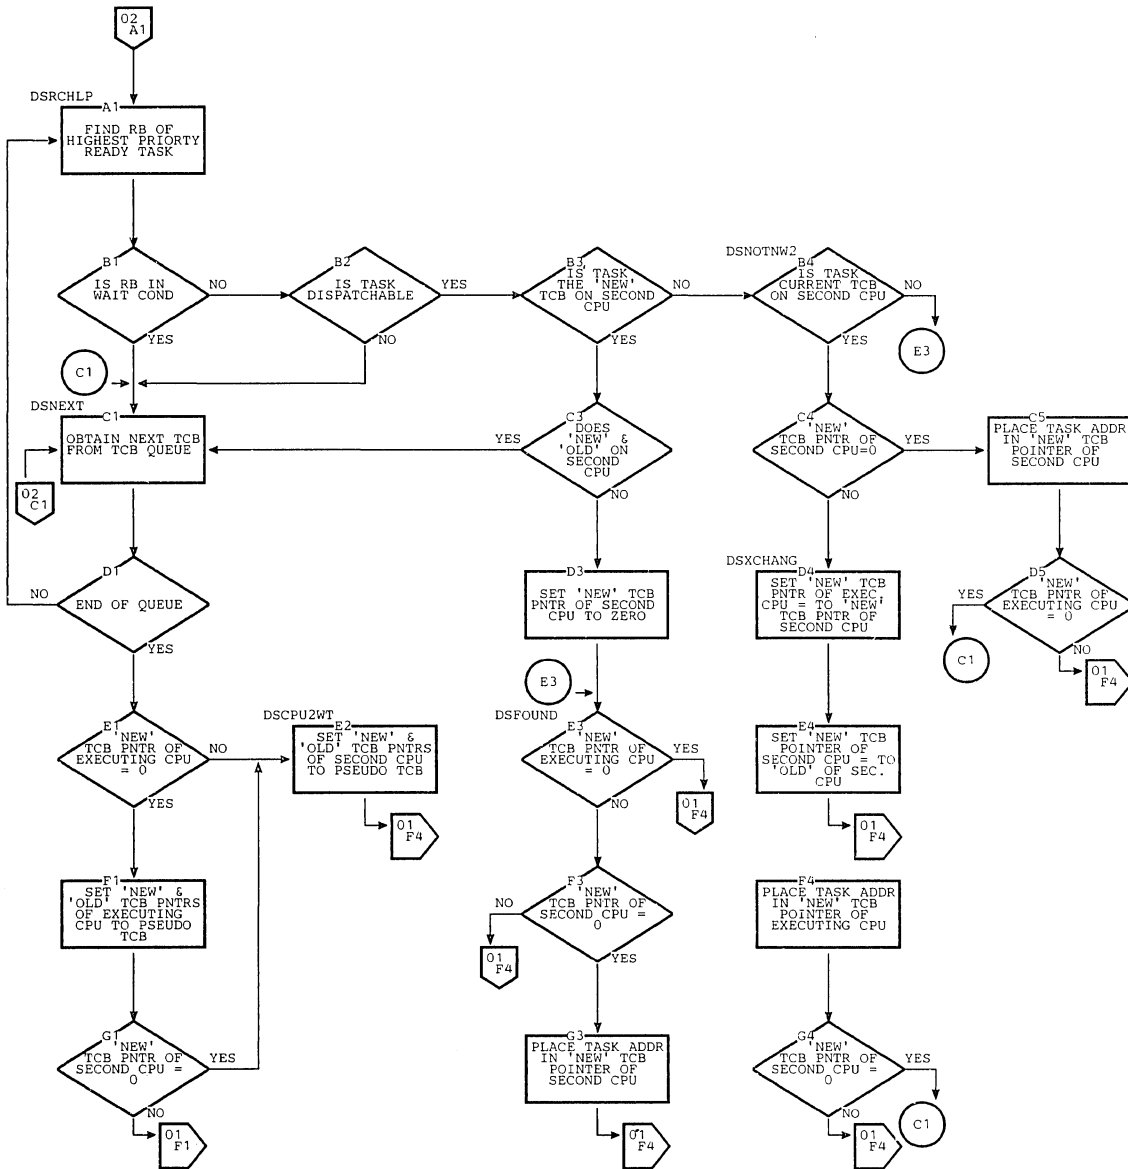 02
A1
DSRCHLP
A1
FIND RB OF
HIGHEST PRIORTY
READY TASK
B1
IS RB IN
WAIT COND
NO
YES
B2
IS TASK
DISPATCHABLE
YES
NO
B3
IS TASK
THE 'NEW'
TCB ON SECOND
CPU
NO
YES
DSNOTNW2
B4
IS TASK
CURRENT TCB
ON SECOND CPU
NO
YES
E3
C1
DSNEXT
C1
OBTAIN NEXT TCB
FROM TCB QUEUE
02
C1
C3
DOES
'NEW' &
'OLD' ON
SECOND
CPU
YES
NO
C4
'NEW'
TCB PNTR OF
SECOND CPU=0
YES
NO
C5
PLACE TASK ADDR
IN 'NEW' TCB
POINTER OF
SECOND CPU
D1
END OF QUEUE
NO
YES
D3
SET 'NEW' TCB
PNTR OF SECOND
CPU TO ZERO
DSXCHANG
D4
SET 'NEW' TCB
PNTR OF EXEC.
CPU = TO 'NEW'
TCB PNTR OF
SECOND CPU
D5
'NEW'
TCB PNTR OF
EXECUTING CPU
= 0
YES
NO
C1
01
F4
E1
'NEW'
TCB PNTR OF
EXECUTING CPU
= 0
NO
YES
DSCPU2WT
E2
SET 'NEW' &
'OLD' TCB PNTRS
OF SECOND CPU
TO PSEUDO TCB
01
F4
E3
DSFOUND
E3
'NEW'
TCB PNTR OF
EXECUTING CPU
= 0
YES
NO
01
F4
E4
SET 'NEW' TCB
POINTER OF
SECOND CPU = TO
'OLD' OF SEC.
CPU
01
F4
F1
SET 'NEW' &
'OLD' TCB PNTRS
OF EXECUTING
CPU TO PSEUDO
TCB
F3
'NEW'
TCB PNTR OF
SECOND CPU =
0
NO
YES
01
F4
F4
PLACE TASK ADDR
IN 'NEW' TCB
POINTER OF
EXECUTING CPU
G1
'NEW'
TCB PNTR OF
SECOND CPU =
0
YES
NO
01
F1
G3
PLACE TASK ADDR
IN 'NEW' TCB
POINTER OF
SECOND CPU
01
F4
G4
'NEW'
TCB PNTR OF
SECOND CPU =
0
YES
NO
C1
01
F4